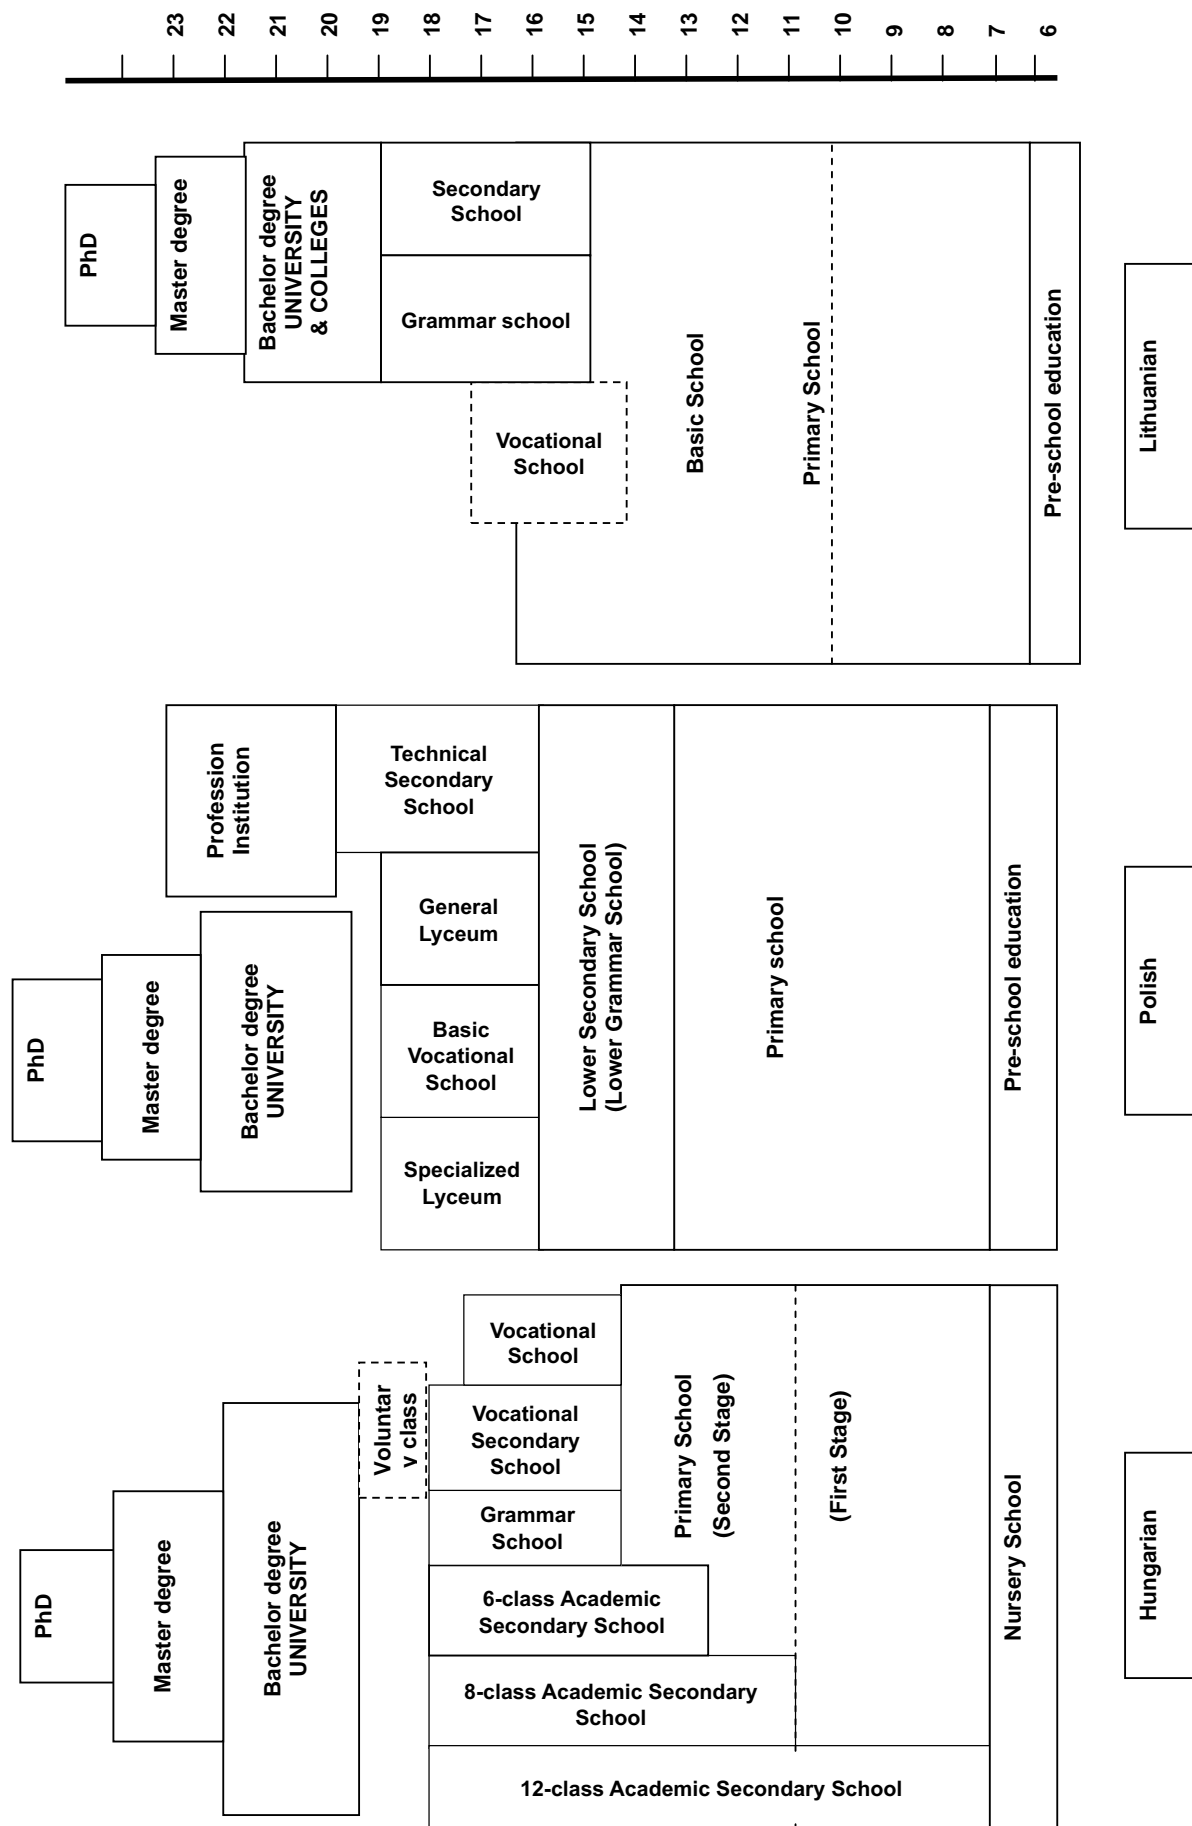 23
22
21
20
19
18
17
16
15
14
13
12
11
10
9
8
7
6
PhD
Master degree
Bachelor degree
UNIVERSITY
& COLLEGES
Secondary
School
Grammar school
Vocational
School
Basic School
Primary School
Pre-school education
Lithuanian
Profession
Institution
Technical
Secondary
School
PhD
Master degree
Bachelor degree
UNIVERSITY
General
Lyceum
Basic
Vocational
School
Specialized
Lyceum
Lower Secondary School
(Lower Grammar School)
Primary school
Pre-school education
Polish
PhD
Master degree
Bachelor degree
UNIVERSITY
Voluntar
v class
Vocational
School
Vocational
Secondary
School
Grammar
School
6-class Academic
Secondary School
8-class Academic Secondary
School
12-class Academic Secondary School
Primary School
(Second Stage)
(First Stage)
Nursery School
Hungarian